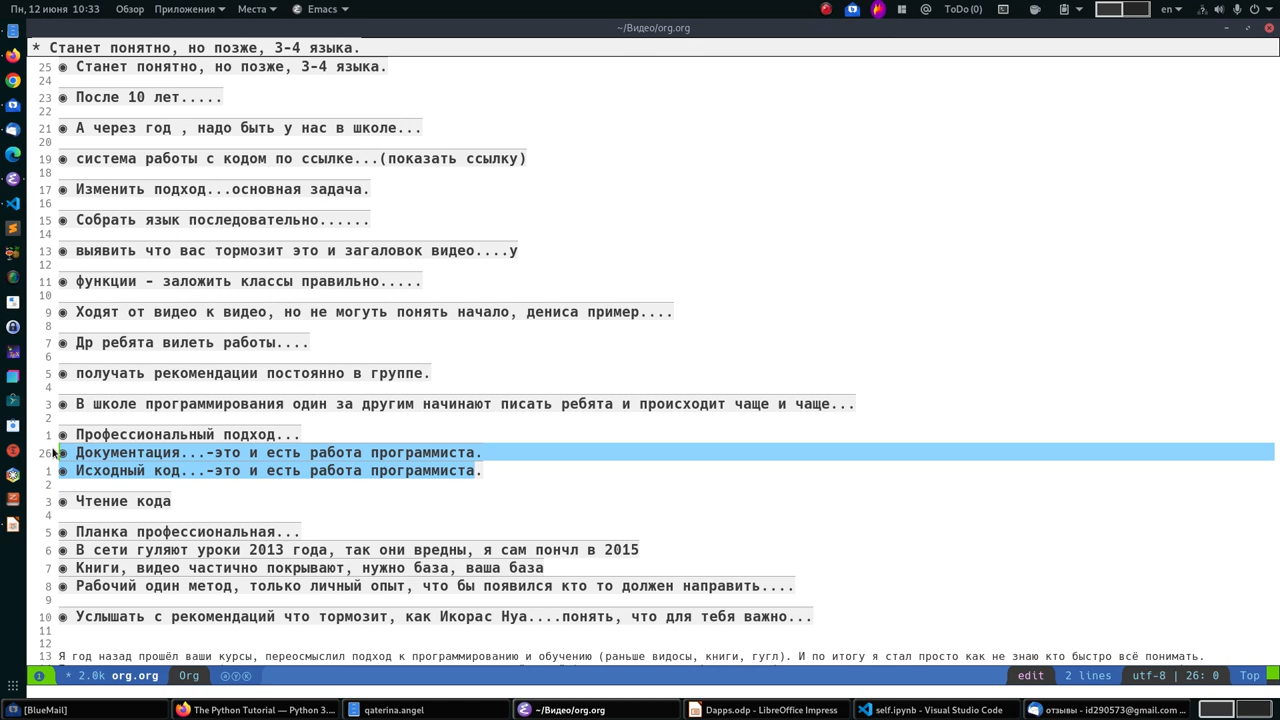 Пн, 12 июня 10:33 Обзор Приложения Места Emacs ToDo(0) en
~/Видео/org.org
* Станет понятно, но позже, 3-4 языка.
25 ◉ Станет понятно, но позже, 3-4 языка.
24
23 ◉ После 10 лет.....
22
21 ◉ А через год , надо быть у нас в школе...
20
19 ◉ система работы с кодом по ссылке...(показать ссылку)
18
17 ◉ Изменить подход...основная задача.
16
15 ◉ Собрать язык последовательно......
14
13 ◉ выявить что вас тормозит это и загаловок видео....у
12
11 ◉ функции - заложить классы правильно.....
10
9 ◉ Ходят от видео к видео, но не могуть понять начало, дениса пример....
8
7 ◉ Др ребята вилеть работы....
6
5 ◉ получать рекомендации постоянно в группе.
4
3 ◉ В школе программирования один за другим начинают писать ребята и происходит чаще и чаще...
2
1 ◉ Профессиональный подход...
26 ◉ Документация...-это и есть работа программиста.
1 ◉ Исходный код...-это и есть работа программиста.
2
3 ◉ Чтение кода
4
5 ◉ Планка профессиональная...
6 ◉ В сети гуляют уроки 2013 года, так они вредны, я сам пончл в 2015
7 ◉ Книги, видео частично покрывают, нужно база, ваша база
8 ◉ Рабочий один метод, только личный опыт, что бы появился кто то должен направить....
9
10 ◉ Услышать с рекомендаций что тормозит, как Икорас Нуа....понять, что для тебя важно...
11
12
13 Я год назад прошёл ваши курсы, переосмыслил подход к программированию и обучению (раньше видосы, книги, гугл). И по итогу я стал просто как не знаю кто быстро всё понимать.
1 * 2.0k org.org Org edit 2 lines utf-8 | 26: 0 Top
[BlueMail] The Python Tutorial — Python 3.... qaterina.angel ~/Видео/org.org Dapps.odp — LibreOffice Impress self.ipynb - Visual Studio Code отзывы - id290573@gmail.com - ...